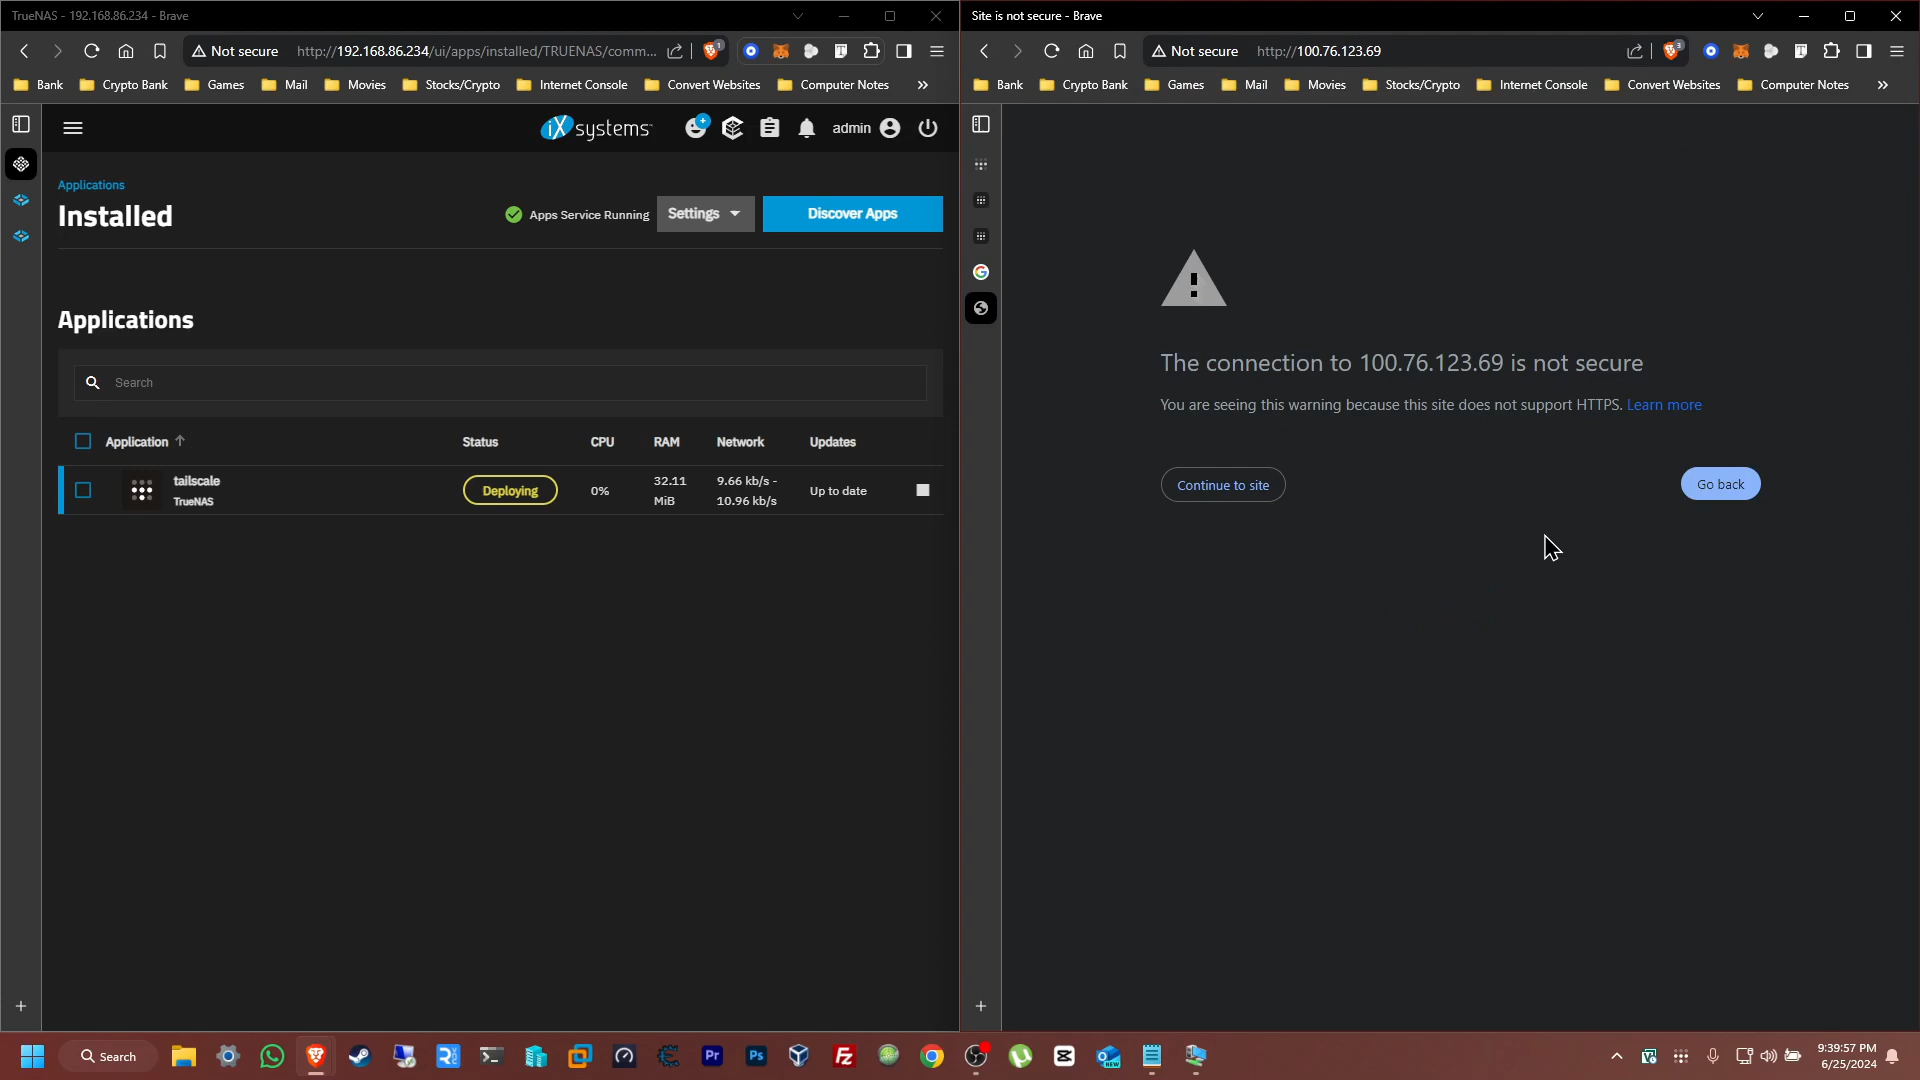 TrueNAS - 192.168.86.234 - Brave
Not secure
http://192.168.86.234/ui/apps/installed/TRUENAS/comm...
1
Bank
Crypto Bank
Games
Mail
Movies
Stocks/Crypto
Internet Console
Convert Websites
Computer Notes
»
iX systems
admin
Applications
Installed
Apps Service Running
Settings
Discover Apps
Applications
Search
Application
Status
CPU
RAM
Network
Updates
tailscale
TrueNAS
Deploying
0%
32.11
MiB
9.66 kb/s -
10.96 kb/s
Up to date
Site is not secure - Brave
Not secure
http://100.76.123.69
3
Bank
Crypto Bank
Games
Mail
Movies
Stocks/Crypto
Internet Console
Convert Websites
Computer Notes
»
The connection to 100.76.123.69 is not secure
You are seeing this warning because this site does not support HTTPS. Learn more
Continue to site
Go back
Search
Pr
Ps
NEW
9:39:57 PM
6/25/2024